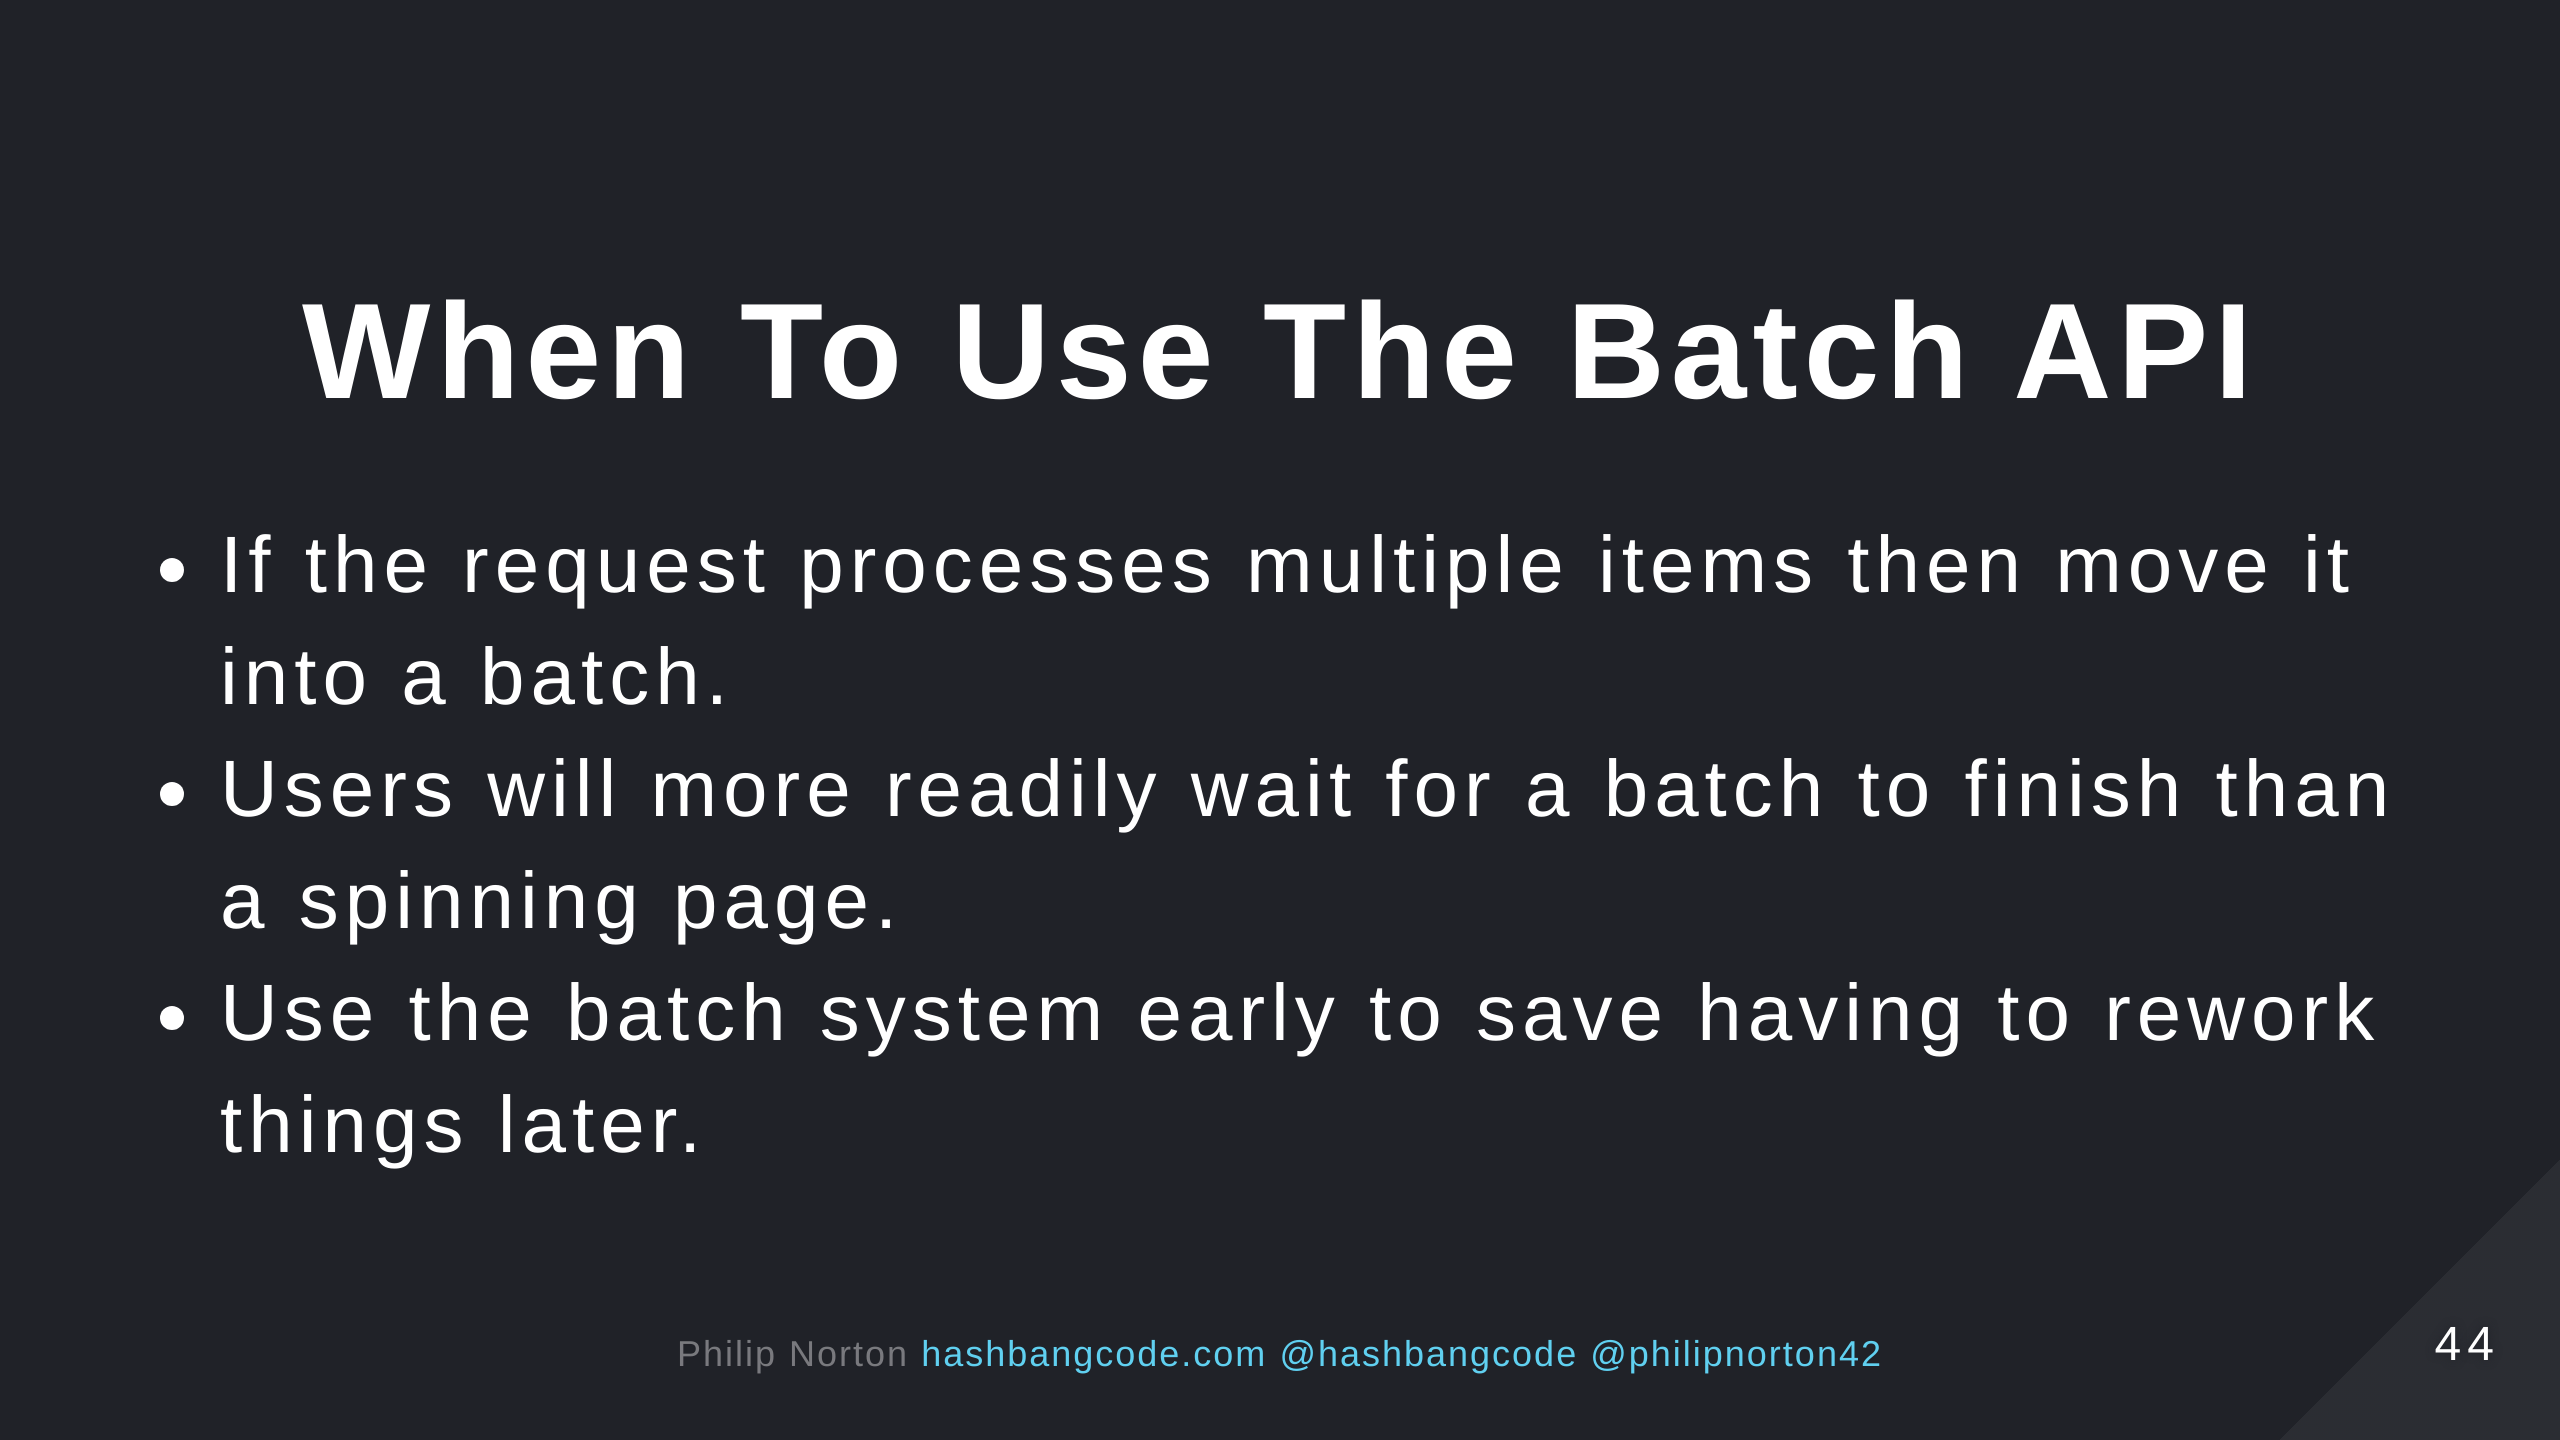 When To Use The Batch API
• If the request processes multiple items then move it
into a batch.
• Users will more readily wait for a batch to finish than
a spinning page.
• Use the batch system early to save having to rework
things later.
Philip Norton hashbangcode.com @hashbangcode @philipnorton42
44